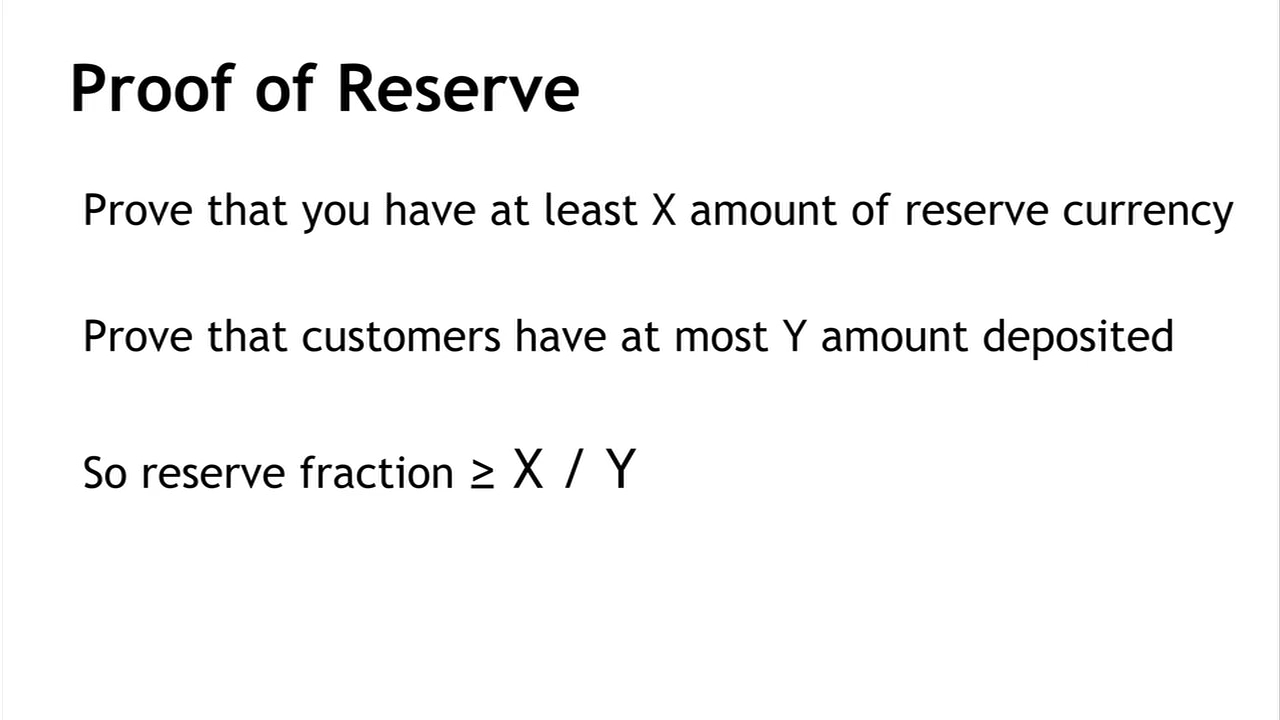 Proof of Reserve
Prove that you have at least X amount of reserve currency
Prove that customers have at most Y amount deposited
So reserve fraction ≥ X / Y